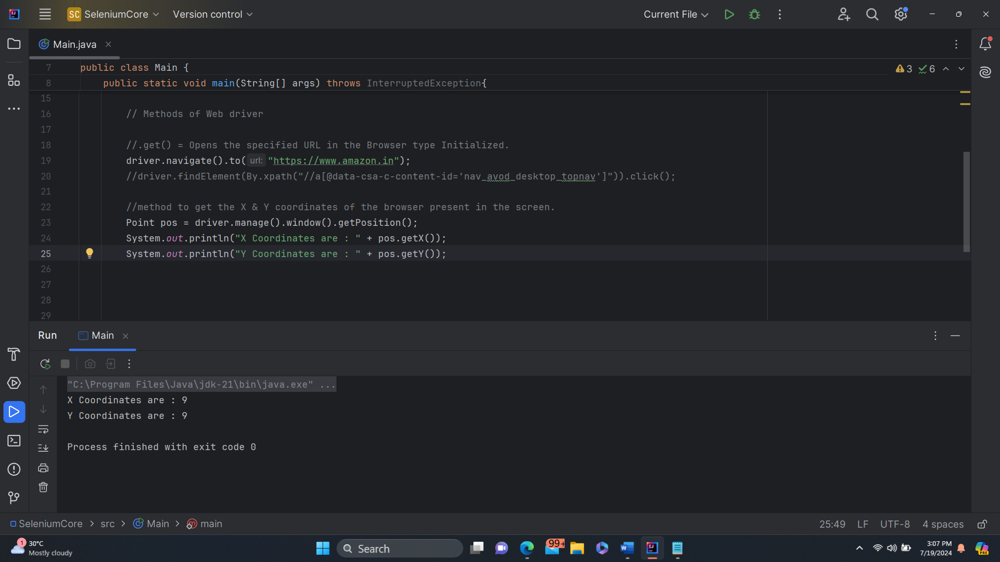 SC SeleniumCore Version control Current File
Main.java
7 public class Main {
3 6
8 public static void main(String[] args) throws InterruptedException{
15
16 // Methods of Web driver
17
18 //.get() = Opens the specified URL in the Browser type Initialized.
19 driver.navigate().to( url: "https://www.amazon.in");
20 //driver.findElement(By.xpath("//a[@data-csa-c-content-id='nav_avod_desktop_topnav']")).click();
21
22 //method to get the X & Y coordinates of the browser present in the screen.
23 Point pos = driver.manage().window().getPosition();
24 System.out.println("X Coordinates are : " + pos.getX());
25 System.out.println("Y Coordinates are : " + pos.getY());
26
27
28
29
Run Main
"C:\Program Files\Java\jdk-21\bin\java.exe" ...
X Coordinates are : 9
Y Coordinates are : 9
Process finished with exit code 0
SeleniumCore > src > Main > main 25:49 LF UTF-8 4 spaces
1 30°C
Mostly cloudy
Search
99+
3:07 PM
7/19/2024
PRE